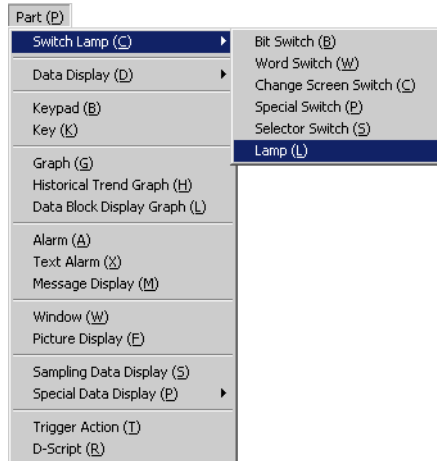 Part (P)
Switch Lamp (C)
Data Display (D)
Keypad (B)
Key (K)
Graph (G)
Historical Trend Graph (H)
Data Block Display Graph (L)
Alarm (A)
Text Alarm (X)
Message Display (M)
Window (W)
Picture Display (F)
Sampling Data Display (S)
Special Data Display (P)
Trigger Action (T)
D-Script (R)
Bit Switch (B)
Word Switch (W)
Change Screen Switch (C)
Special Switch (P)
Selector Switch (S)
Lamp (L)